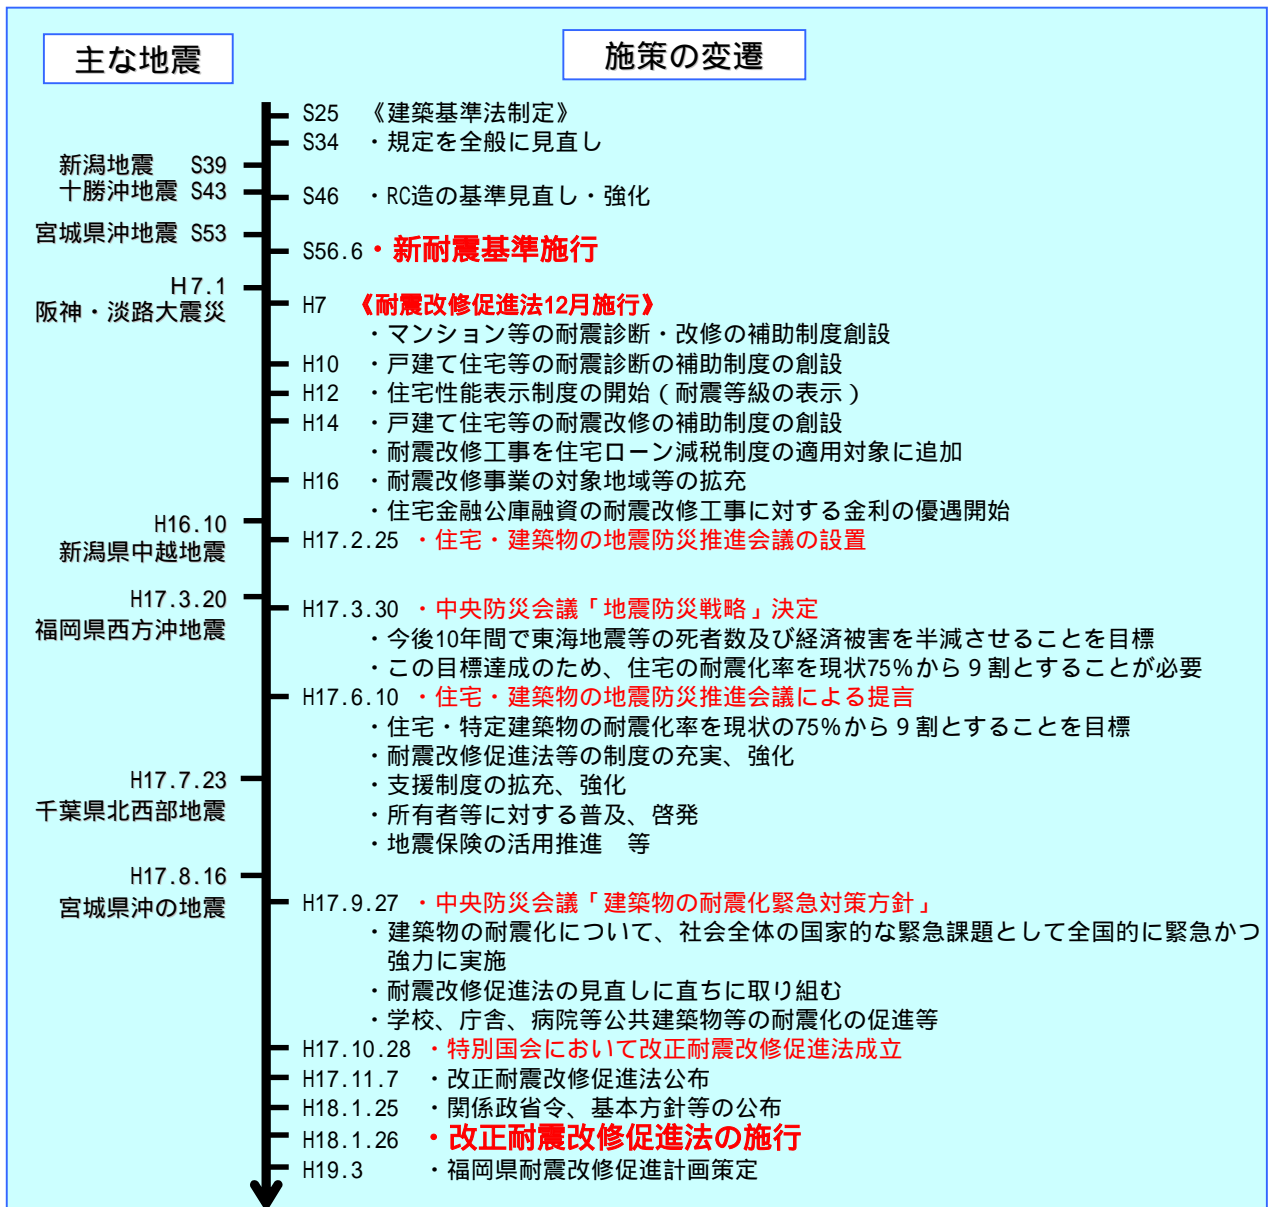 主な地震
施策の変遷
S25 《建築基準法制定》
S34 ・規定を全般に見直し
新潟地震 S39
十勝沖地震 S43
S46 ・RC造の基準見直し・強化
宮城県沖地震 S53
S56.6・新耐震基準施行
H7.1
阪神・淡路大震災
H7 《耐震改修促進法12月施行》
・マンション等の耐震診断・改修の補助制度創設
H10 ・戸建て住宅等の耐震診断の補助制度の創設
H12 ・住宅性能表示制度の開始（耐震等級の表示）
H14 ・戸建て住宅等の耐震改修の補助制度の創設
・耐震改修工事を住宅ローン減税制度の適用対象に追加
H16 ・耐震改修事業の対象地域等の拡充
・住宅金融公庫融資の耐震改修工事に対する金利の優遇開始
H16.10
新潟県中越地震
H17.2.25 ・住宅・建築物の地震防災推進会議の設置
H17.3.20
福岡県西方沖地震
H17.3.30 ・中央防災会議「地震防災戦略」決定
・今後10年間で東海地震等の死者数及び経済被害を半減させることを目標
・この目標達成のため、住宅の耐震化率を現状75％から９割とすることが必要
H17.6.10 ・住宅・建築物の地震防災推進会議による提言
・住宅・特定建築物の耐震化率を現状の75％から９割とすることを目標
・耐震改修促進法等の制度の充実、強化
H17.7.23
千葉県北西部地震
・支援制度の拡充、強化
・所有者等に対する普及、啓発
・地震保険の活用推進　等
H17.8.16
宮城県沖の地震
H17.9.27 ・中央防災会議「建築物の耐震化緊急対策方針」
・建築物の耐震化について、社会全体の国家的な緊急課題として全国的に緊急かつ
強力に実施
・耐震改修促進法の見直しに直ちに取り組む
・学校、庁舎、病院等公共建築物等の耐震化の促進等
H17.10.28 ・特別国会において改正耐震改修促進法成立
H17.11.7 ・改正耐震改修促進法公布
H18.1.25 ・関係政省令、基本方針等の公布
H18.1.26 ・改正耐震改修促進法の施行
H19.3 ・福岡県耐震改修促進計画策定